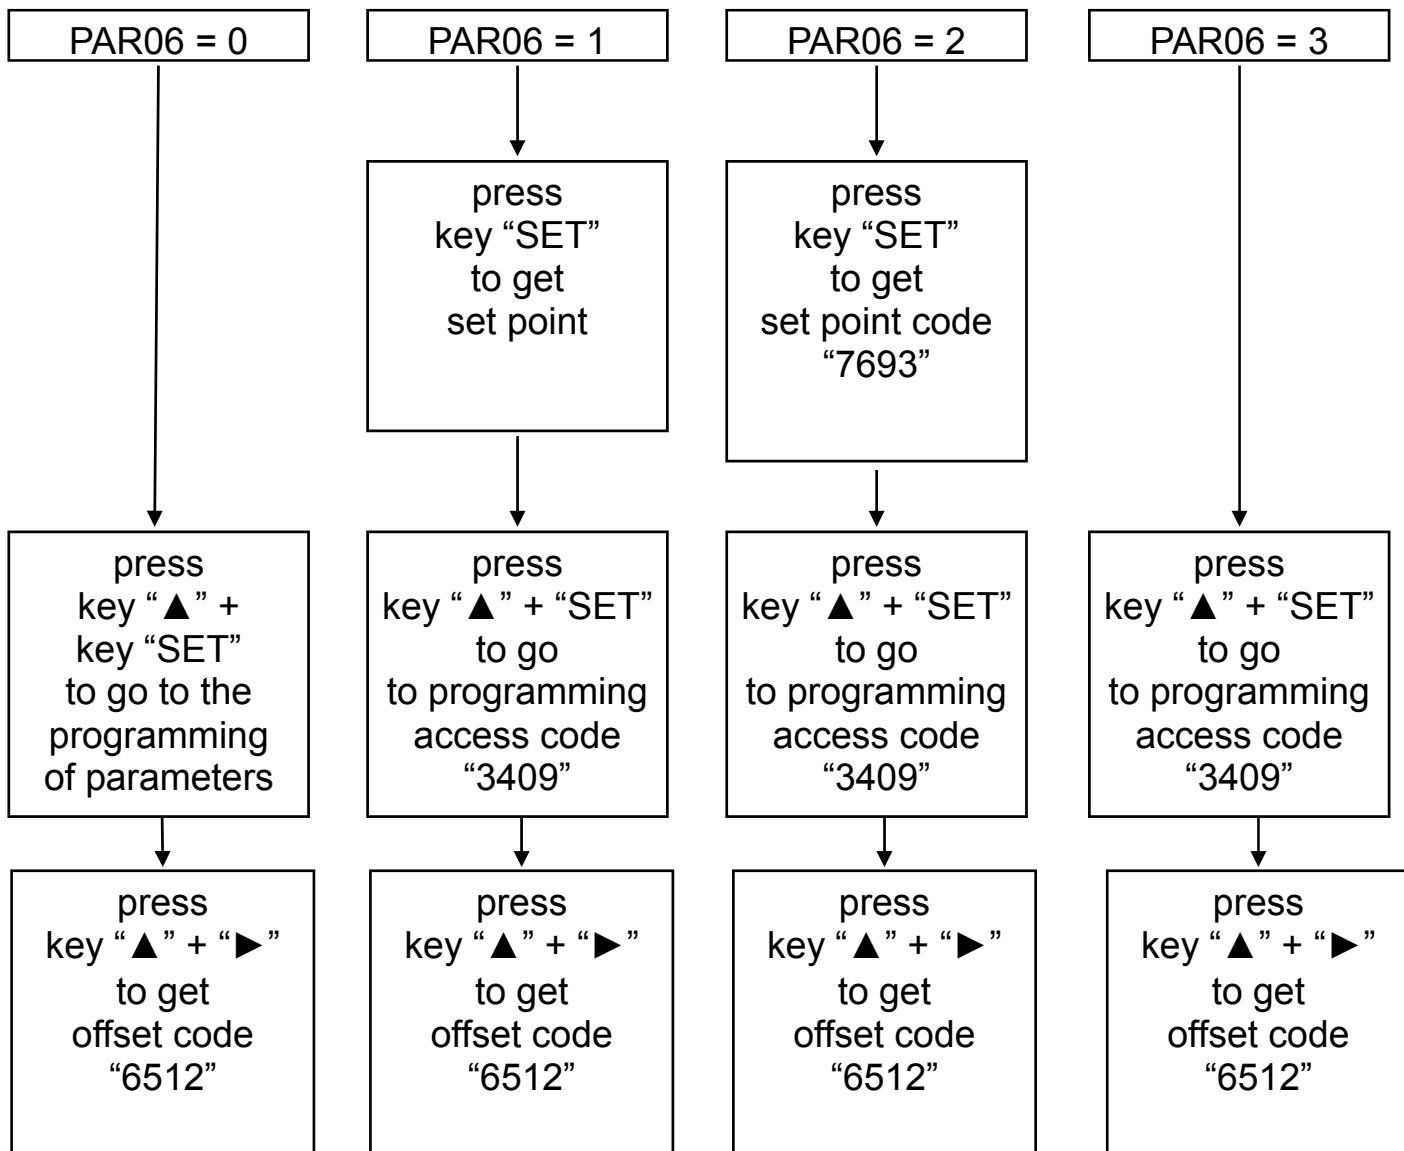 PAR06 = 0
PAR06 = 1
PAR06 = 2
PAR06 = 3
press
key “SET”
to get
set point
press
key “SET”
to get
set point code
“7693”
press
key “▲” +
key “SET”
to go to the
programming
of parameters
press
key “▲” + “SET”
to go
to programming
access code
“3409”
press
key “▲” + “SET”
to go
to programming
access code
“3409”
press
key “▲” + “SET”
to go
to programming
access code
“3409”
press
key “▲” + “►”
to get
offset code
“6512”
press
key “▲” + “►”
to get
offset code
“6512”
press
key “▲” + “►”
to get
offset code
“6512”
press
key “▲” + “►”
to get
offset code
“6512”